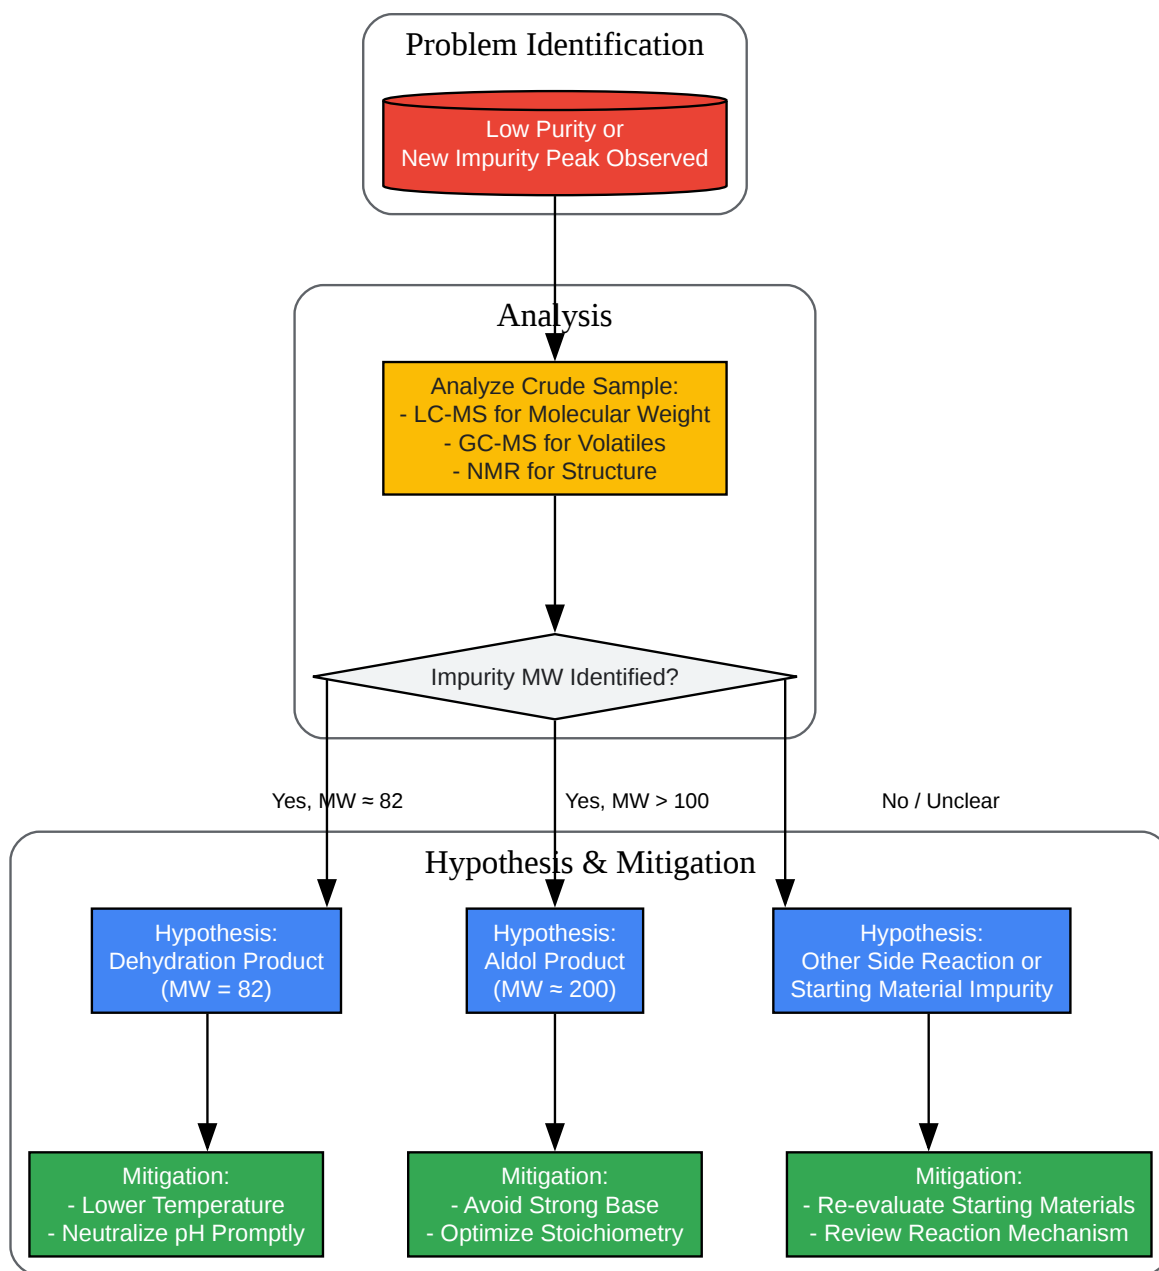 Problem Identification
Low Purity or
New Impurity Peak Observed
Analysis
Analyze Crude Sample:
- LC-MS for Molecular Weight
- GC-MS for Volatiles
- NMR for Structure
Impurity MW Identified?
Yes, MW ≈ 82
Yes, MW > 100
No / Unclear
Hypothesis & Mitigation
Hypothesis:
Dehydration Product
(MW = 82)
Hypothesis:
Aldol Product
(MW ≈ 200)
Hypothesis:
Other Side Reaction or
Starting Material Impurity
Mitigation:
- Lower Temperature
- Neutralize pH Promptly
Mitigation:
- Avoid Strong Base
- Optimize Stoichiometry
Mitigation:
- Re-evaluate Starting Materials
- Review Reaction Mechanism